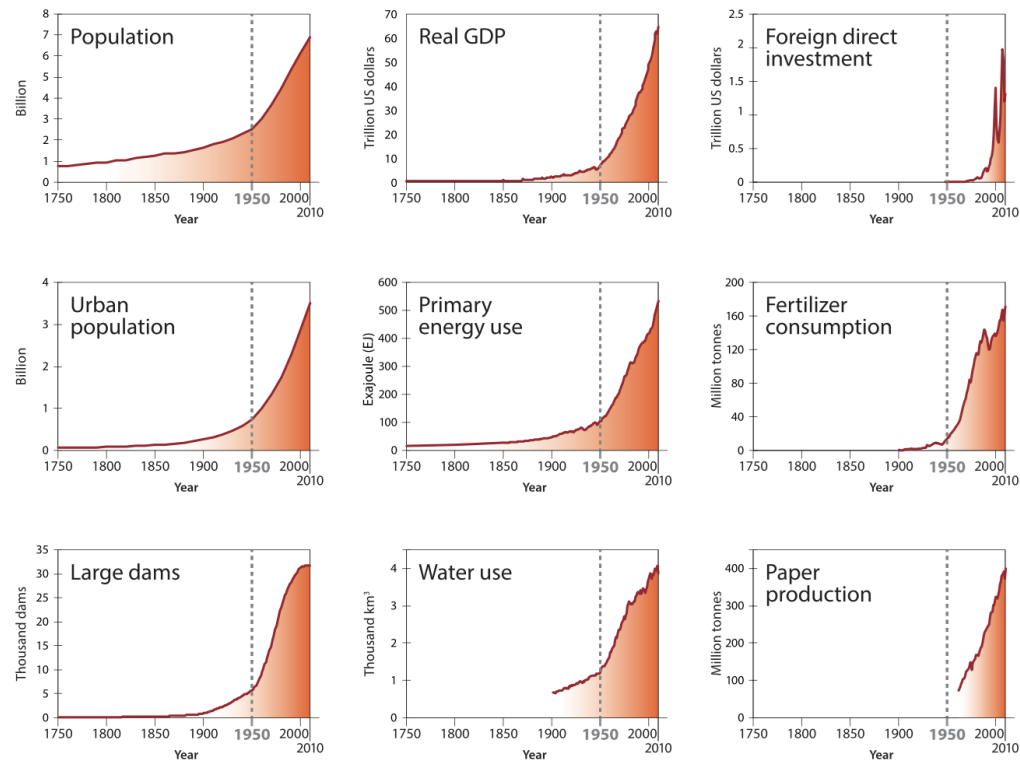 Population
Billion
8
7
6
5
4
3
2
1
0
1750 1800 1850 1900 1950 2000
2010
Year
Real GDP
Trillion US dollars
70
60
50
40
30
20
10
0
1750 1800 1850 1900 1950 2000
2010
Year
Foreign direct
investment
Trillion US dollars
2.5
2
1.5
1
0.5
0
1750 1800 1850 1900 1950 2000
2010
Year
Urban
population
Billion
4
3
2
1
0
1750 1800 1850 1900 1950 2000
2010
Year
Primary
energy use
Exajoule (EJ)
600
500
400
300
200
100
0
1750 1800 1850 1900 1950 2000
2010
Year
Fertilizer
consumption
Million tonnes
200
160
120
80
40
0
1750 1800 1850 1900 1950 2000
2010
Year
Large dams
Thousand dams
35
30
25
20
15
10
5
0
1750 1800 1850 1900 1950 2000
2010
Year
Water use
Thousand km³
4
3
2
1
0
1750 1800 1850 1900 1950 2000
2010
Year
Paper
production
Million tonnes
400
300
200
100
0
1750 1800 1850 1900 1950 2000
2010
Year